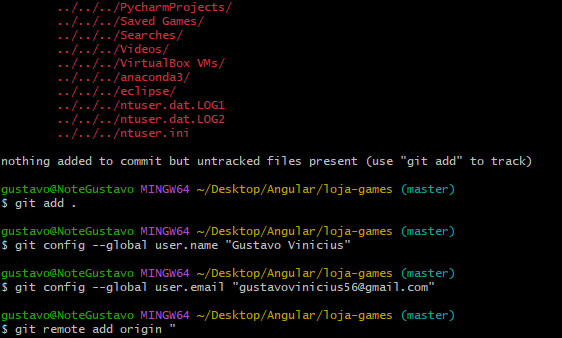 ../../../PycharmProjects/
../../../Saved Games/
../../../Searches/
../../../Videos/
../../../VirtualBox VMs/
../../../anaconda3/
../../../eclipse/
../../../ntuser.dat.LOG1
../../../ntuser.dat.LOG2
../../../ntuser.ini
nothing added to commit but untracked files present (use "git add" to track)
gustavo@NoteGustavo MINGW64 ~/Desktop/Angular/loja-games (master)
$ git add .
gustavo@NoteGustavo MINGW64 ~/Desktop/Angular/loja-games (master)
$ git config --global user.name "Gustavo Vinicius"
gustavo@NoteGustavo MINGW64 ~/Desktop/Angular/loja-games (master)
$ git config --global user.email "gustavovinicius56@gmail.com"
gustavo@NoteGustavo MINGW64 ~/Desktop/Angular/loja-games (master)
$ git remote add origin "